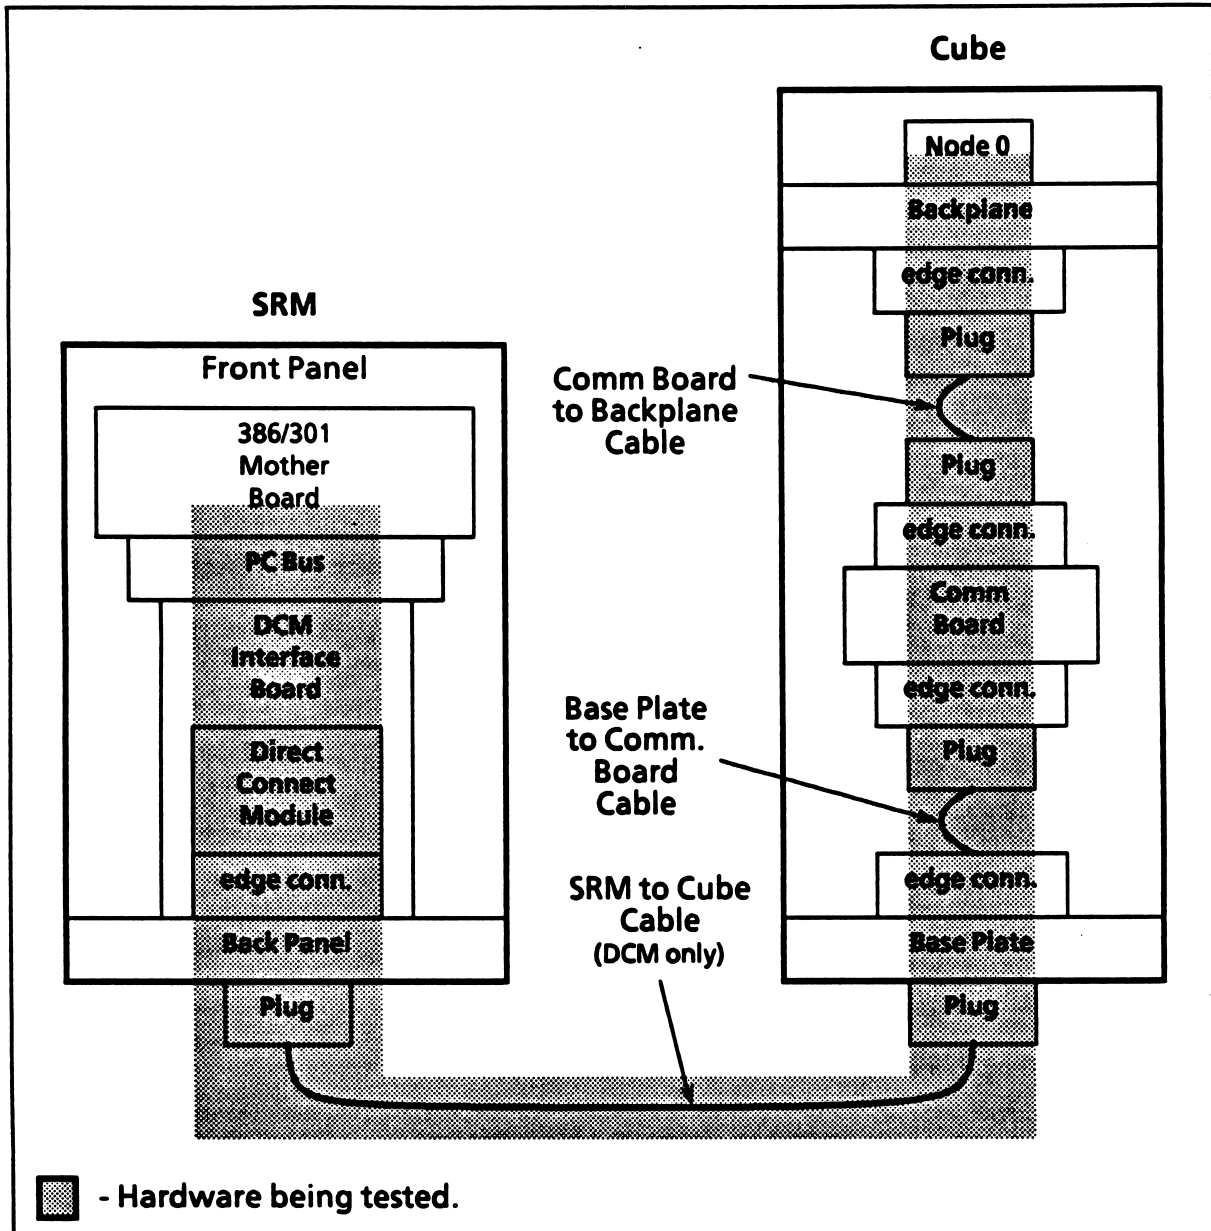 Cube
Node 0
Backplane
edge conn.
Plug
Comm Board
to Backplane
Cable
Plug
edge conn.
Comm
Board
edge conn.
Plug
Base Plate
to Comm.
Board
Cable
edge conn.
Base Plate
Plug
SRM
Front Panel
386/301
Mother
Board
PC Bus
DCM
Interface
Board
Direct
Connect
Module
edge conn.
Back Panel
Plug
SRM to Cube
Cable
(DCM only)
- Hardware being tested.